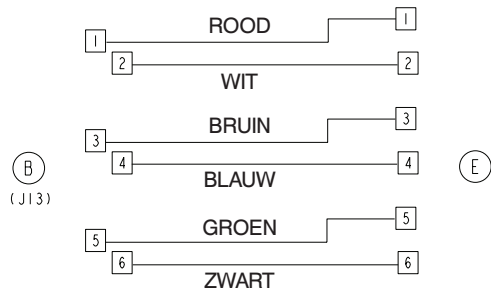 ROOD 1
1
2 2
WIT
BRUIN 3
3
4 4
B BLAUW E
(J13)
GROEN 5
5
6 6
ZWART